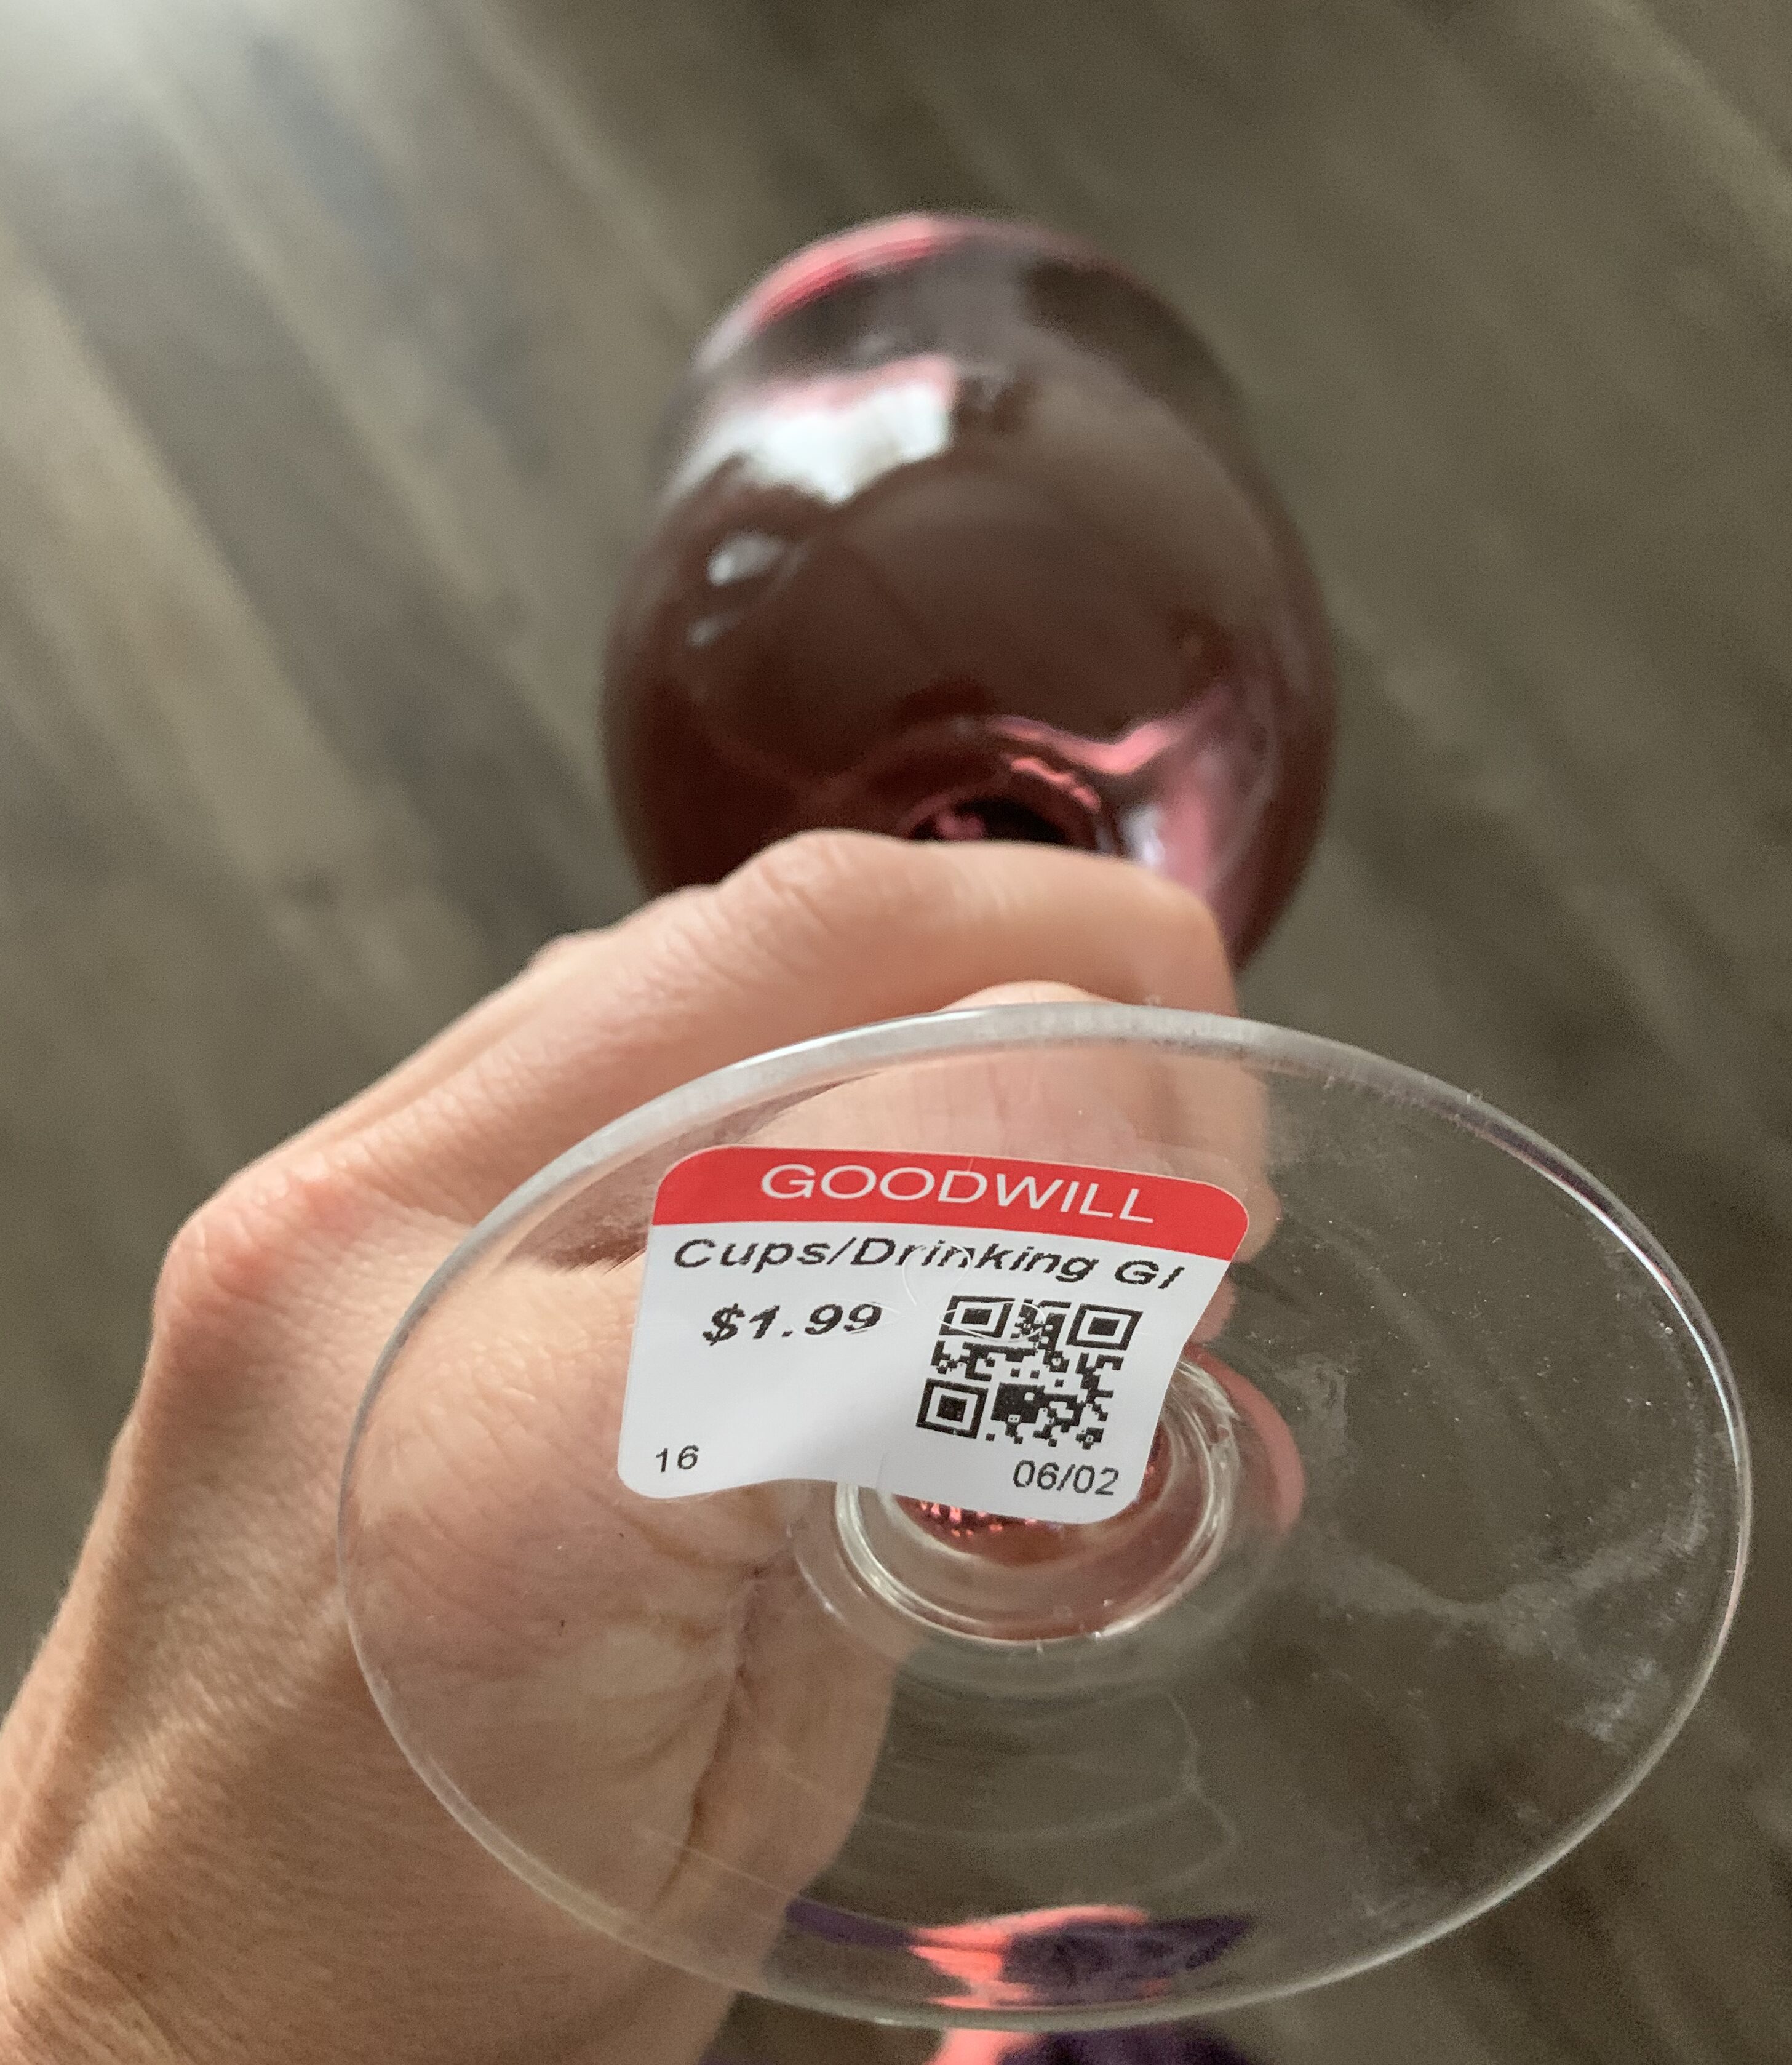 GOODWILL
Cups/Drinking Gl
$1.99
16
06/02